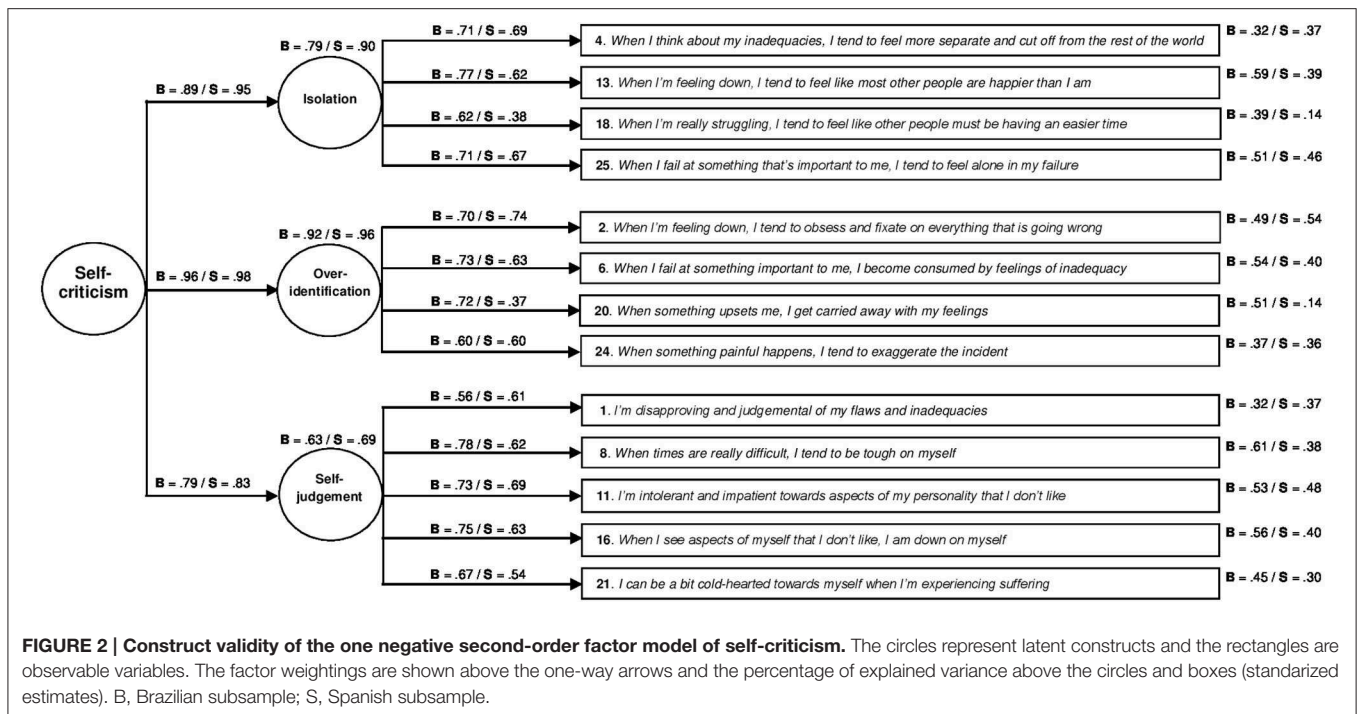 B = .71 / S = .69
B = .79 / S = .90
4. When I think about my inadequacies, I tend to feel more separate and cut off from the rest of the world
B = .32 / S = .37
B = .77 / S = .62
13. When I'm feeling down, I tend to feel like most other people are happier than I am
B = .59 / S = .39
B = .89 / S = .95
Isolation
B = .62 / S = .38
18. When I'm really struggling, I tend to feel like other people must be having an easier time
B = .39 / S = .14
B = .71 / S = .67
25. When I fail at something that's important to me, I tend to feel alone in my failure
B = .51 / S = .46
B = .70 / S = .74
B = .92 / S = .96
2. When I'm feeling down, I tend to obsess and fixate on everything that is going wrong
B = .49 / S = .54
B = .73 / S = .63
6. When I fail at something important to me, I become consumed by feelings of inadequacy
B = .54 / S = .40
Self-
criticism
B = .96 / S = .98
Over-
identification
B = .72 / S = .37
20. When something upsets me, I get carried away with my feelings
B = .51 / S = .14
B = .60 / S = .60
24. When something painful happens, I tend to exaggerate the incident
B = .37 / S = .36
B = .56 / S = .61
1. I'm disapproving and judgemental of my flaws and inadequacies
B = .32 / S = .37
B = .63 / S = .69
B = .78 / S = .62
8. When times are really difficult, I tend to be tough on myself
B = .61 / S = .38
B = .79 / S = .83
Self-
judgement
B = .73 / S = .69
11. I'm intolerant and impatient towards aspects of my personality that I don't like
B = .53 / S = .48
B = .75 / S = .63
16. When I see aspects of myself that I don't like, I am down on myself
B = .56 / S = .40
B = .67 / S = .54
21. I can be a bit cold-hearted towards myself when I'm experiencing suffering
B = .45 / S = .30
FIGURE 2 | Construct validity of the one negative second-order factor model of self-criticism. The circles represent latent constructs and the rectangles are
observable variables. The factor weightings are shown above the one-way arrows and the percentage of explained variance above the circles and boxes (standarized
estimates). B, Brazilian subsample; S, Spanish subsample.